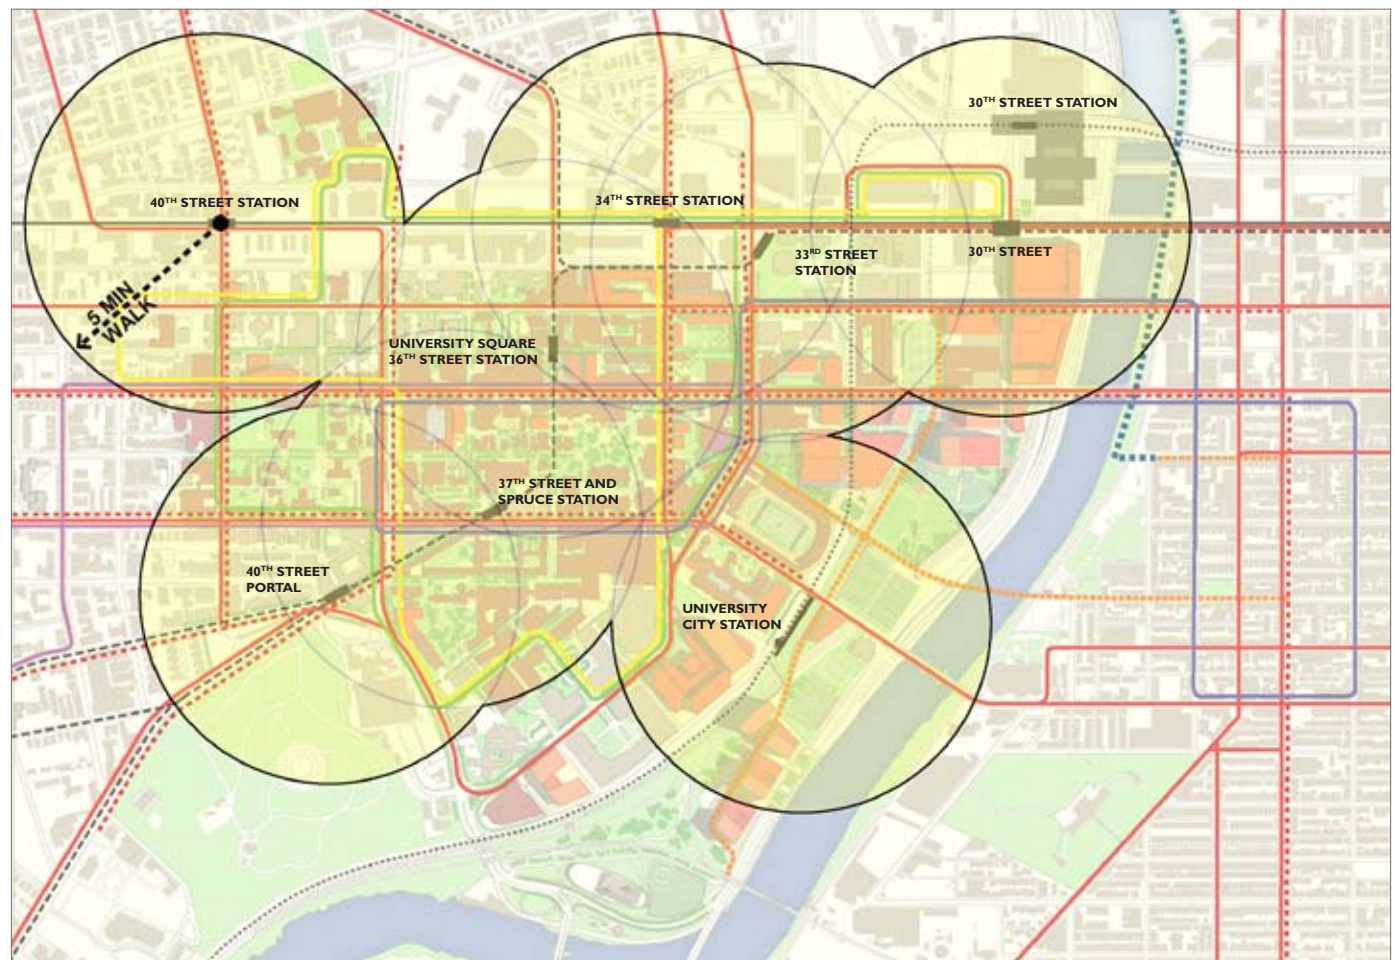 30TH STREET STATION
40TH STREET STATION
34TH STREET STATION
33RD STREET
STATION
30TH STREET
5 MIN
WALK
UNIVERSITY SQUARE
36TH STREET STATION
37TH STREET AND
SPRUCE STATION
40TH STREET
PORTAL
UNIVERSITY
CITY STATION